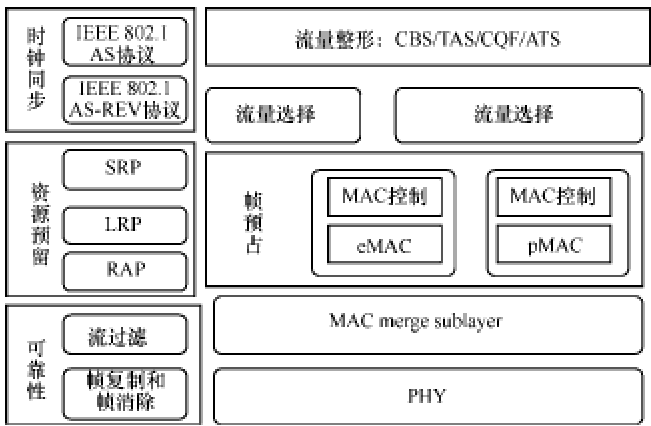 时钟同步
IEEE 802.1
AS协议
IEEE 802.1
AS-REV协议
资源预留
SRP
LRP
RAP
可靠性
流过滤
帧复制和
帧消除
流量整形：CBS/TAS/CQF/ATS
流量选择
流量选择
帧预占
MAC控制
eMAC
MAC控制
pMAC
MAC merge sublayer
PHY